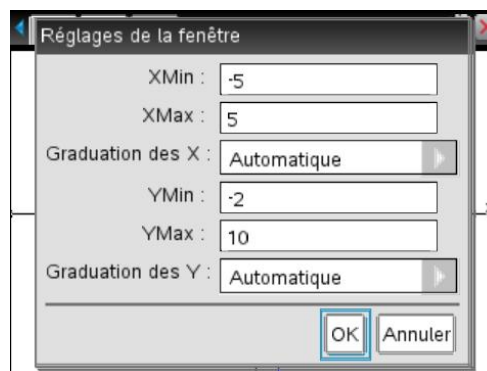 Réglages de la fenêtre
XMin : -5
XMax : 5
Graduation des X : Automatique
YMin : -2
YMax : 10
Graduation des Y : Automatique
OK Annuler